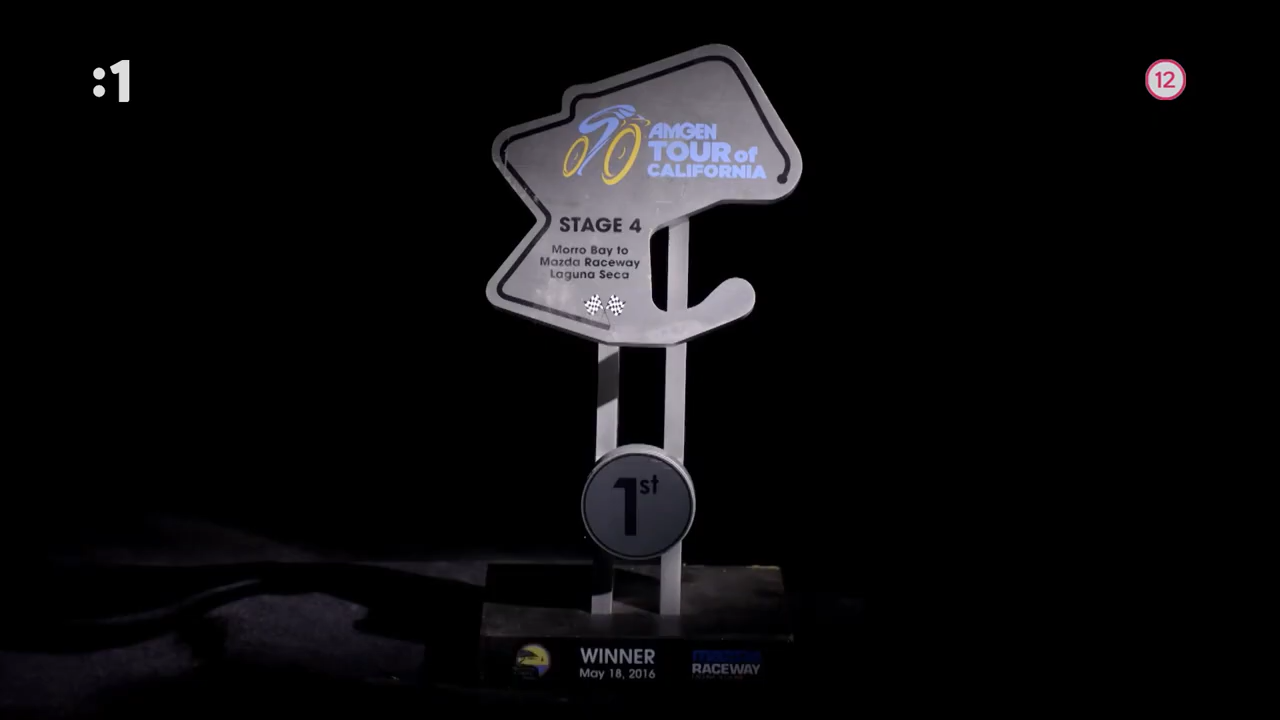 :1
12
AMGEN
TOUR of
CALIFORNIA
STAGE 4
Morro Bay to
Mazda Raceway
Laguna Seca
1st
WINNER
May 18, 2016
RACEWAY